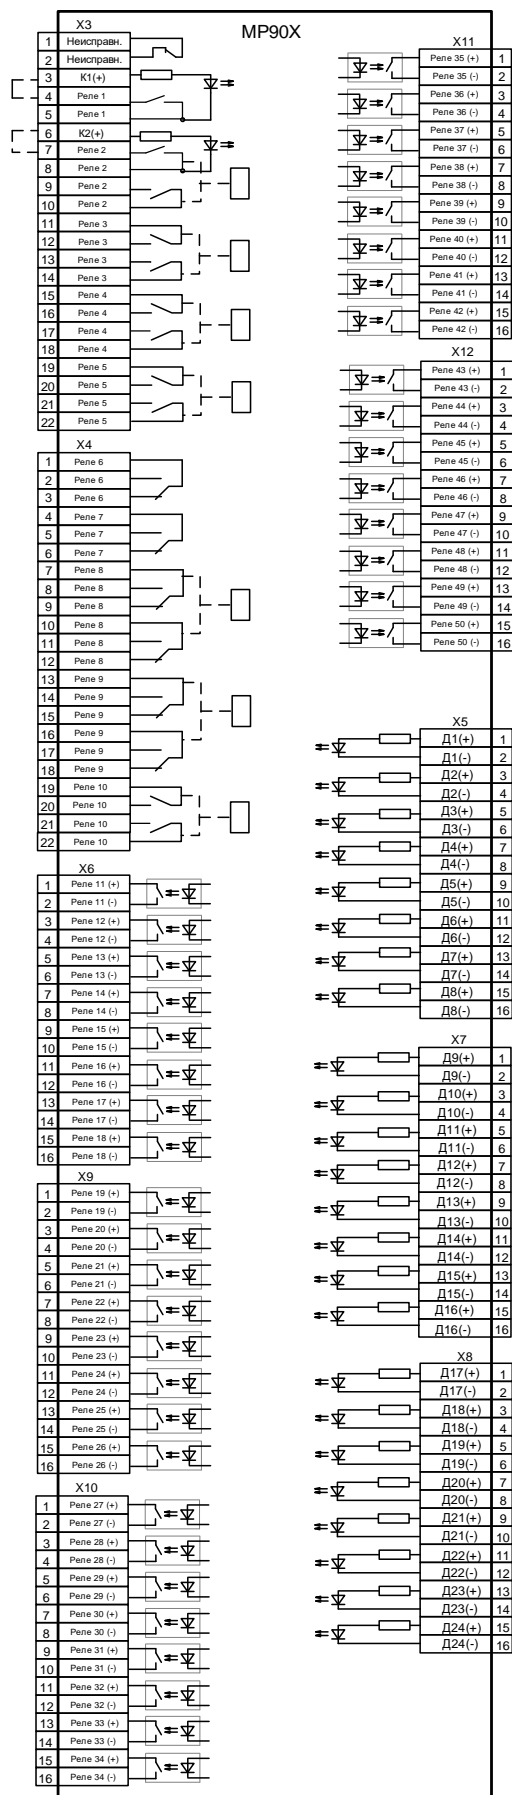 МР90Х
X3
1 Неисправн.
2 Неисправн.
3 К1(+)
4 Реле 1
5 Реле 1
6 К2(+)
7 Реле 2
8 Реле 2
9 Реле 2
10 Реле 2
11 Реле 3
12 Реле 3
13 Реле 3
14 Реле 3
15 Реле 4
16 Реле 4
17 Реле 4
18 Реле 4
19 Реле 5
20 Реле 5
21 Реле 5
22 Реле 5
X4
1 Реле 6
2 Реле 6
3 Реле 6
4 Реле 7
5 Реле 7
6 Реле 7
7 Реле 8
8 Реле 8
9 Реле 8
10 Реле 8
11 Реле 8
12 Реле 8
13 Реле 9
14 Реле 9
15 Реле 9
16 Реле 9
17 Реле 9
18 Реле 9
19 Реле 10
20 Реле 10
21 Реле 10
22 Реле 10
X6
1 Реле 11 (+)
2 Реле 11 (-)
3 Реле 12 (+)
4 Реле 12 (-)
5 Реле 13 (+)
6 Реле 13 (-)
7 Реле 14 (+)
8 Реле 14 (-)
9 Реле 15 (+)
10 Реле 15 (-)
11 Реле 16 (+)
12 Реле 16 (-)
13 Реле 17 (+)
14 Реле 17 (-)
15 Реле 18 (+)
16 Реле 18 (-)
X9
1 Реле 19 (+)
2 Реле 19 (-)
3 Реле 20 (+)
4 Реле 20 (-)
5 Реле 21 (+)
6 Реле 21 (-)
7 Реле 22 (+)
8 Реле 22 (-)
9 Реле 23 (+)
10 Реле 23 (-)
11 Реле 24 (+)
12 Реле 24 (-)
13 Реле 25 (+)
14 Реле 25 (-)
15 Реле 26 (+)
16 Реле 26 (-)
X10
1 Реле 27 (+)
2 Реле 27 (-)
3 Реле 28 (+)
4 Реле 28 (-)
5 Реле 29 (+)
6 Реле 29 (-)
7 Реле 30 (+)
8 Реле 30 (-)
9 Реле 31 (+)
10 Реле 31 (-)
11 Реле 32 (+)
12 Реле 32 (-)
13 Реле 33 (+)
14 Реле 33 (-)
15 Реле 34 (+)
16 Реле 34 (-)
X11
Реле 35 (+) 1
Реле 35 (-) 2
Реле 36 (+) 3
Реле 36 (-) 4
Реле 37 (+) 5
Реле 37 (-) 6
Реле 38 (+) 7
Реле 38 (-) 8
Реле 39 (+) 9
Реле 39 (-) 10
Реле 40 (+) 11
Реле 40 (-) 12
Реле 41 (+) 13
Реле 41 (-) 14
Реле 42 (+) 15
Реле 42 (-) 16
X12
Реле 43 (+) 1
Реле 43 (-) 2
Реле 44 (+) 3
Реле 44 (-) 4
Реле 45 (+) 5
Реле 45 (-) 6
Реле 46 (+) 7
Реле 46 (-) 8
Реле 47 (+) 9
Реле 47 (-) 10
Реле 48 (+) 11
Реле 48 (-) 12
Реле 49 (+) 13
Реле 49 (-) 14
Реле 50 (+) 15
Реле 50 (-) 16
X5
Д1(+) 1
Д1(-) 2
Д2(+) 3
Д2(-) 4
Д3(+) 5
Д3(-) 6
Д4(+) 7
Д4(-) 8
Д5(+) 9
Д5(-) 10
Д6(+) 11
Д6(-) 12
Д7(+) 13
Д7(-) 14
Д8(+) 15
Д8(-) 16
X7
Д9(+) 1
Д9(-) 2
Д10(+) 3
Д10(-) 4
Д11(+) 5
Д11(-) 6
Д12(+) 7
Д12(-) 8
Д13(+) 9
Д13(-) 10
Д14(+) 11
Д14(-) 12
Д15(+) 13
Д15(-) 14
Д16(+) 15
Д16(-) 16
X8
Д17(+) 1
Д17(-) 2
Д18(+) 3
Д18(-) 4
Д19(+) 5
Д19(-) 6
Д20(+) 7
Д20(-) 8
Д21(+) 9
Д21(-) 10
Д22(+) 11
Д22(-) 12
Д23(+) 13
Д23(-) 14
Д24(+) 15
Д24(-) 16